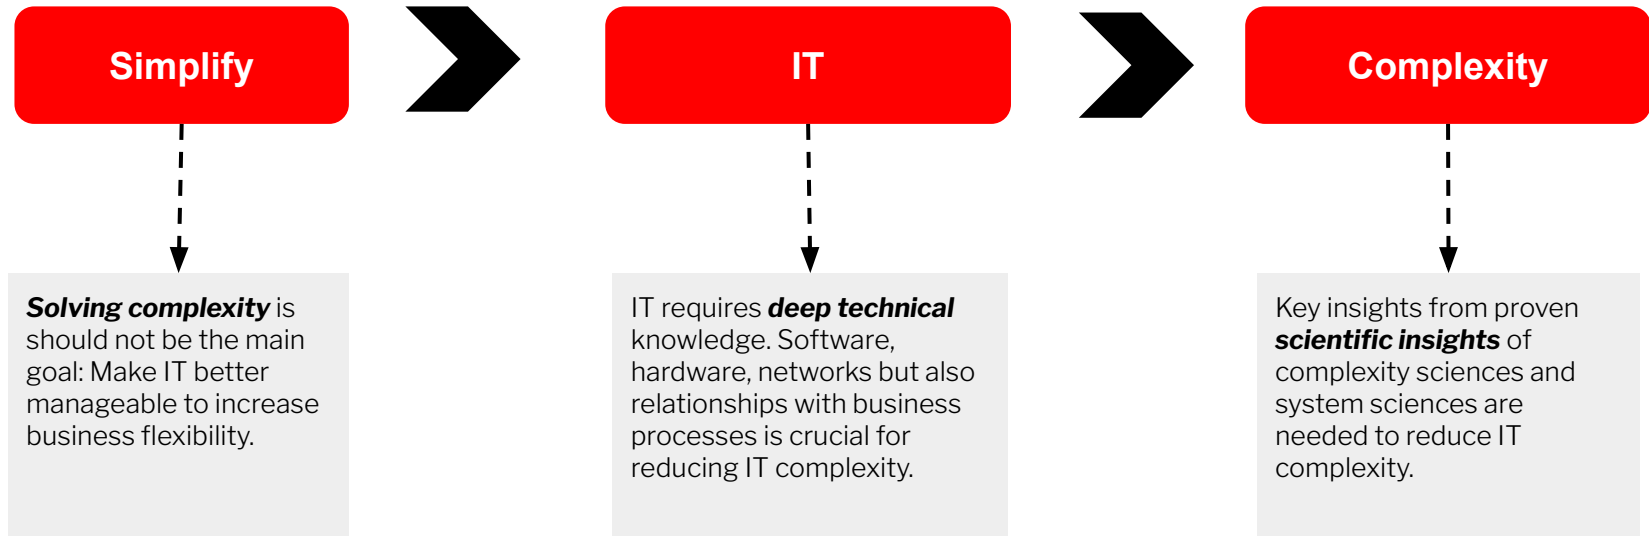 Simplify
IT
Complexity
Solving complexity is
should not be the main
goal: Make IT better
manageable to increase
business flexibility.
IT requires deep technical
knowledge. Software,
hardware, networks but also
relationships with business
processes is crucial for
reducing IT complexity.
Key insights from proven
scientific insights of
complexity sciences and
system sciences are
needed to reduce IT
complexity.